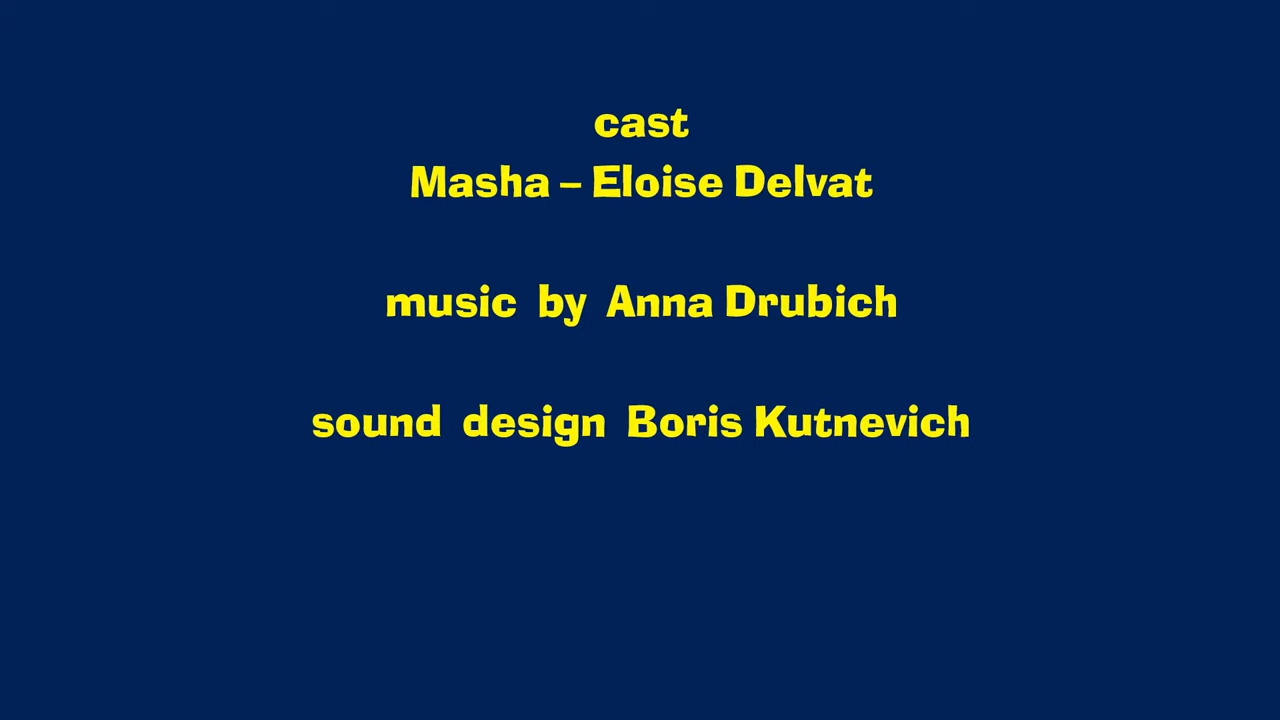 cast
Masha – Eloise Delvat
music by Anna Drubich
sound design Boris Kutnevich